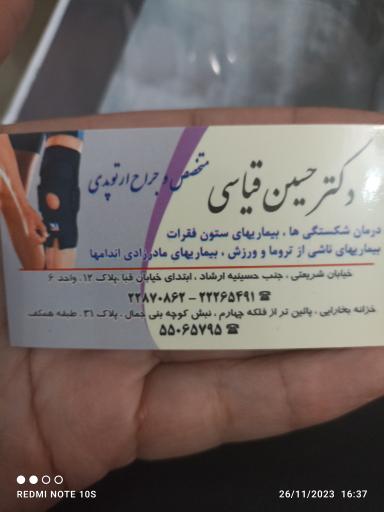 دکتر حسین قیاسی
متخصص و جراح ارتوپدی
درمان شکستگی ها ، بیماریهای ستون فقرات
بیماریهای ناشی از تروما و ورزش ، بیماریهای مادرزادی اندامها
خیابان شریعتی ، جنب حسینیه ارشاد ، ابتدای خیابان قبا ،پلاک ۱۲، واحد ۶
☎ ۲۲۲۶۵۴۹۱ – ۲۲۸۷۰۸۶۲
خزانه بخارایی ، پائین تر از فلکه چهارم ، نبش کوچه بنی جمال ، پلاک ۳۱، طبقه همکف
☎ ۵۵۰۶۵۷۹۵
REDMI NOTE 10S
26/11/2023 16:37